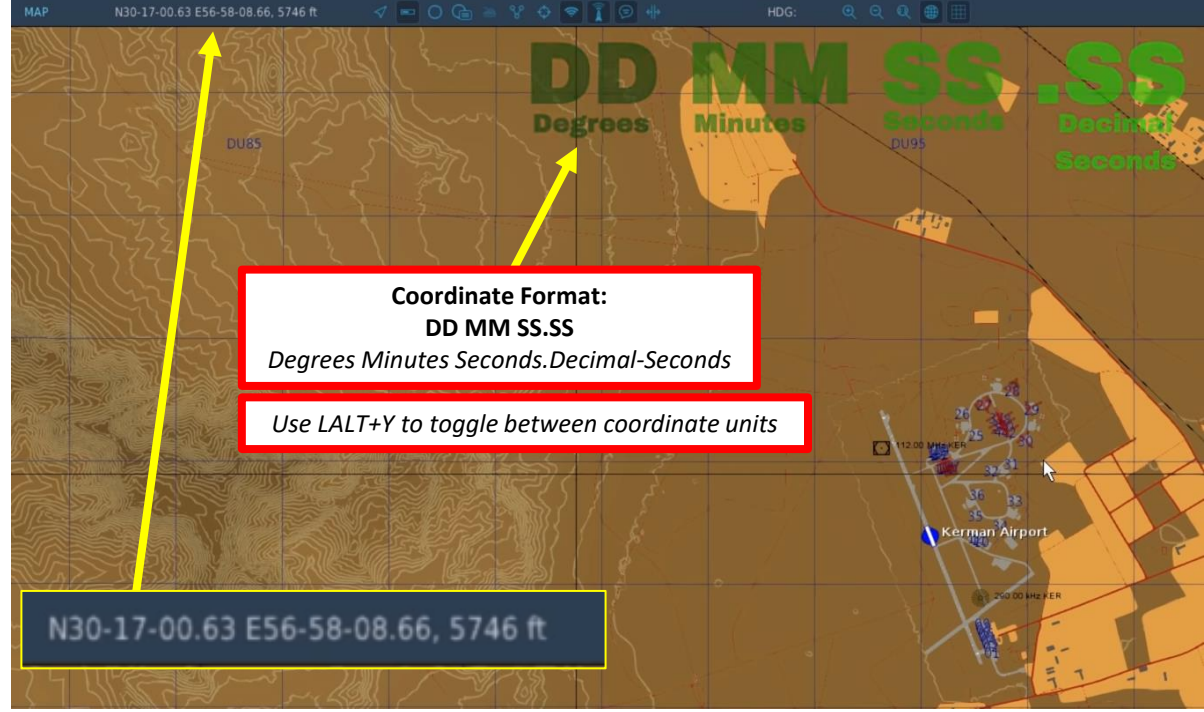 MAP N30-17-00.63 E56-58-08.66, 5746 ft HDG:
DD MM SS .SS
Degrees Minutes Seconds Decimal
Seconds
DU85 DU95
Coordinate Format:
DD MM SS.SS
Degrees Minutes Seconds.Decimal-Seconds
Use LALT+Y to toggle between coordinate units
28
27
29
26
25
30
112.00 MHz KER
31
32
36
33
35
34
Kerman Airport
290.00 kHz KER
01
N30-17-00.63 E56-58-08.66, 5746 ft